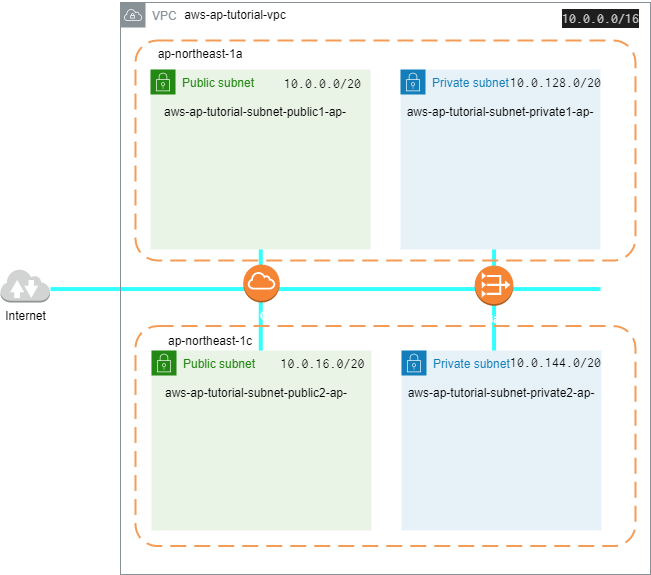 VPC aws-ap-tutorial-vpc 10.0.0.0/16
ap-northeast-1a
Public subnet 10.0.0.0/20
aws-ap-tutorial-subnet-public1-ap-
Private subnet 10.0.128.0/20
aws-ap-tutorial-subnet-private1-ap-
Internet
ap-northeast-1c
Public subnet 10.0.16.0/20
aws-ap-tutorial-subnet-public2-ap-
Private subnet 10.0.144.0/20
aws-ap-tutorial-subnet-private2-ap-